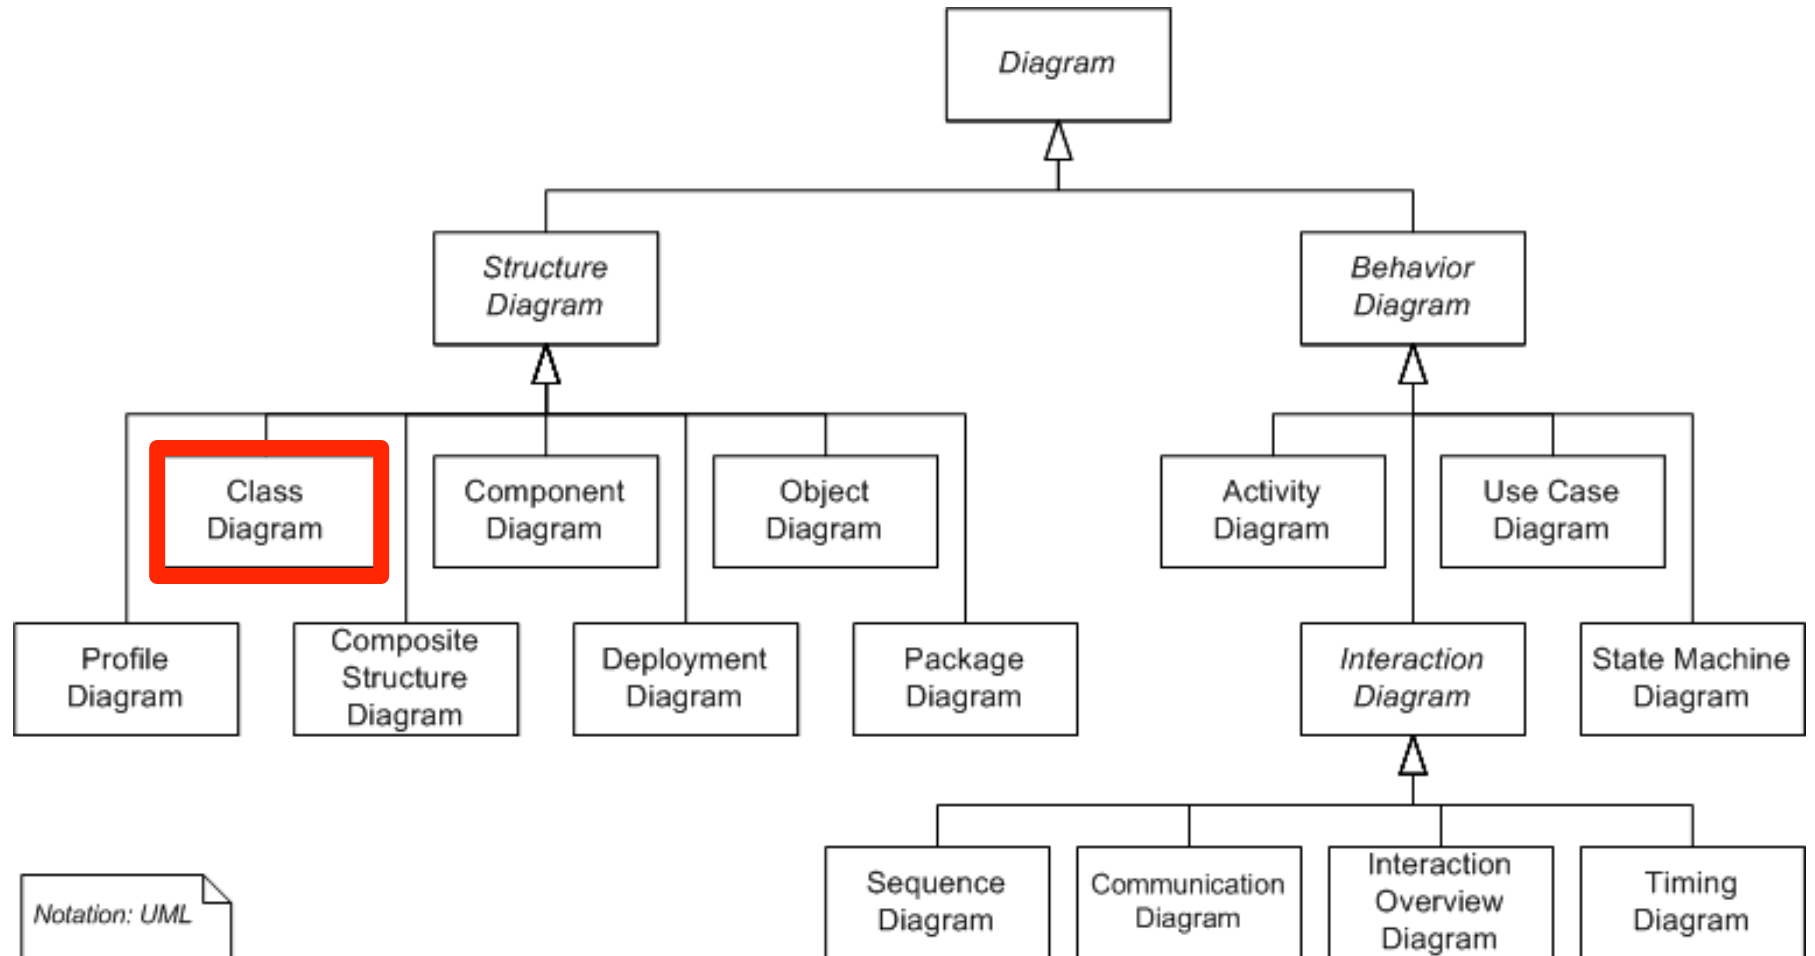 Diagram
Structure
Diagram
Behavior
Diagram
Class
Diagram
Component
Diagram
Object
Diagram
Activity
Diagram
Use Case
Diagram
Profile
Diagram
Composite
Structure
Diagram
Deployment
Diagram
Package
Diagram
Interaction
Diagram
State Machine
Diagram
Sequence
Diagram
Communication
Diagram
Interaction
Overview
Diagram
Timing
Diagram
Notation: UML